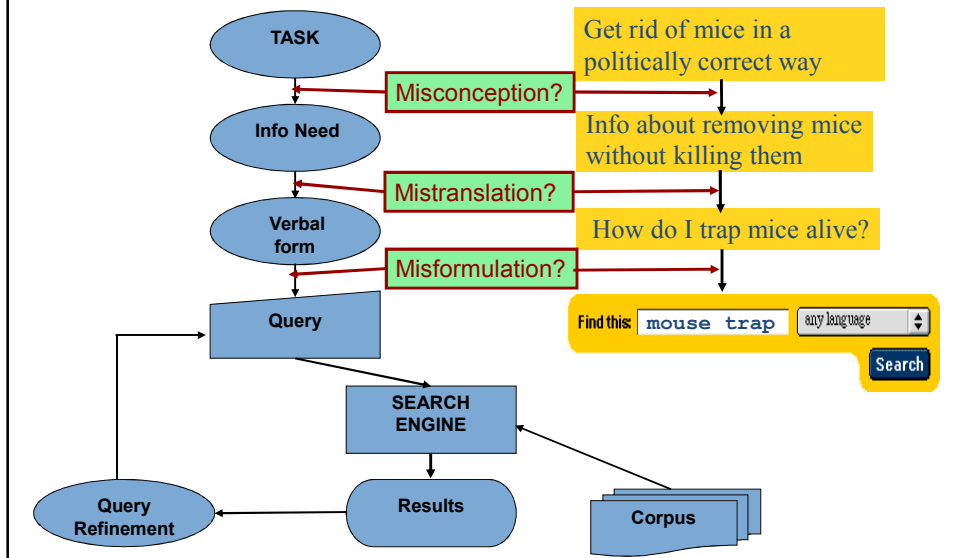 TASK
Get rid of mice in a
politically correct way
Misconception?
Info Need
Info about removing mice
without killing them
Mistranslation?
Verbal
form
How do I trap mice alive?
Misformulation?
Query
Find this: mouse trap any language
Search
SEARCH
ENGINE
Query
Refinement
Results
Corpus